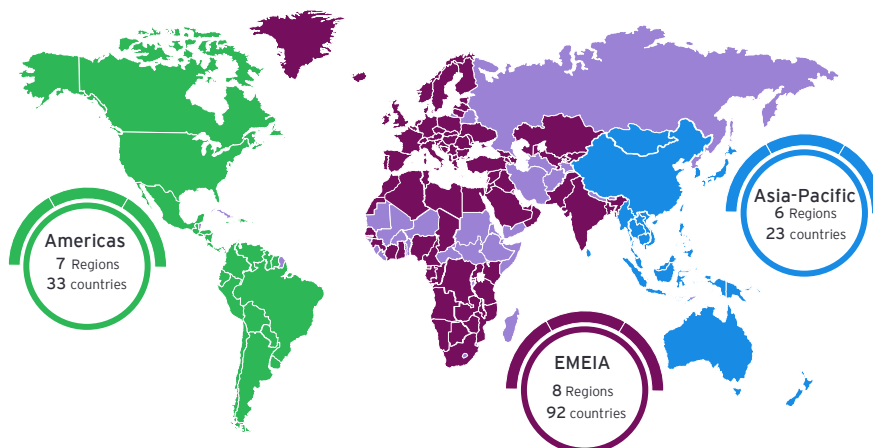 Americas
7 Regions
33 countries
Asia-Pacific
6 Regions
23 countries
EMEIA
8 Regions
92 countries